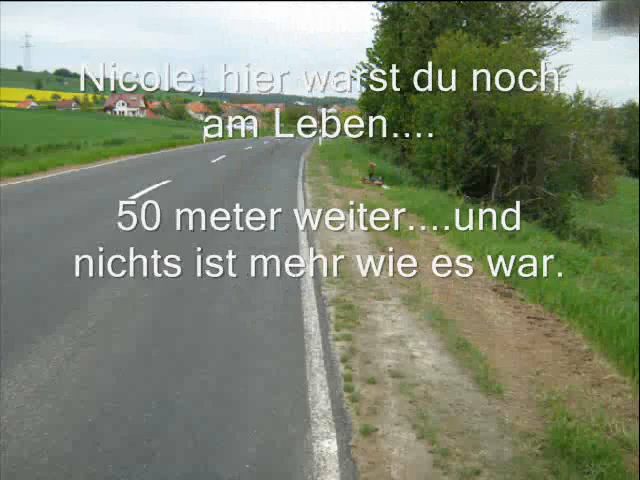 Nicole, hier warst du noch
am Leben....
50 meter weiter....und
nichts ist mehr wie es war.